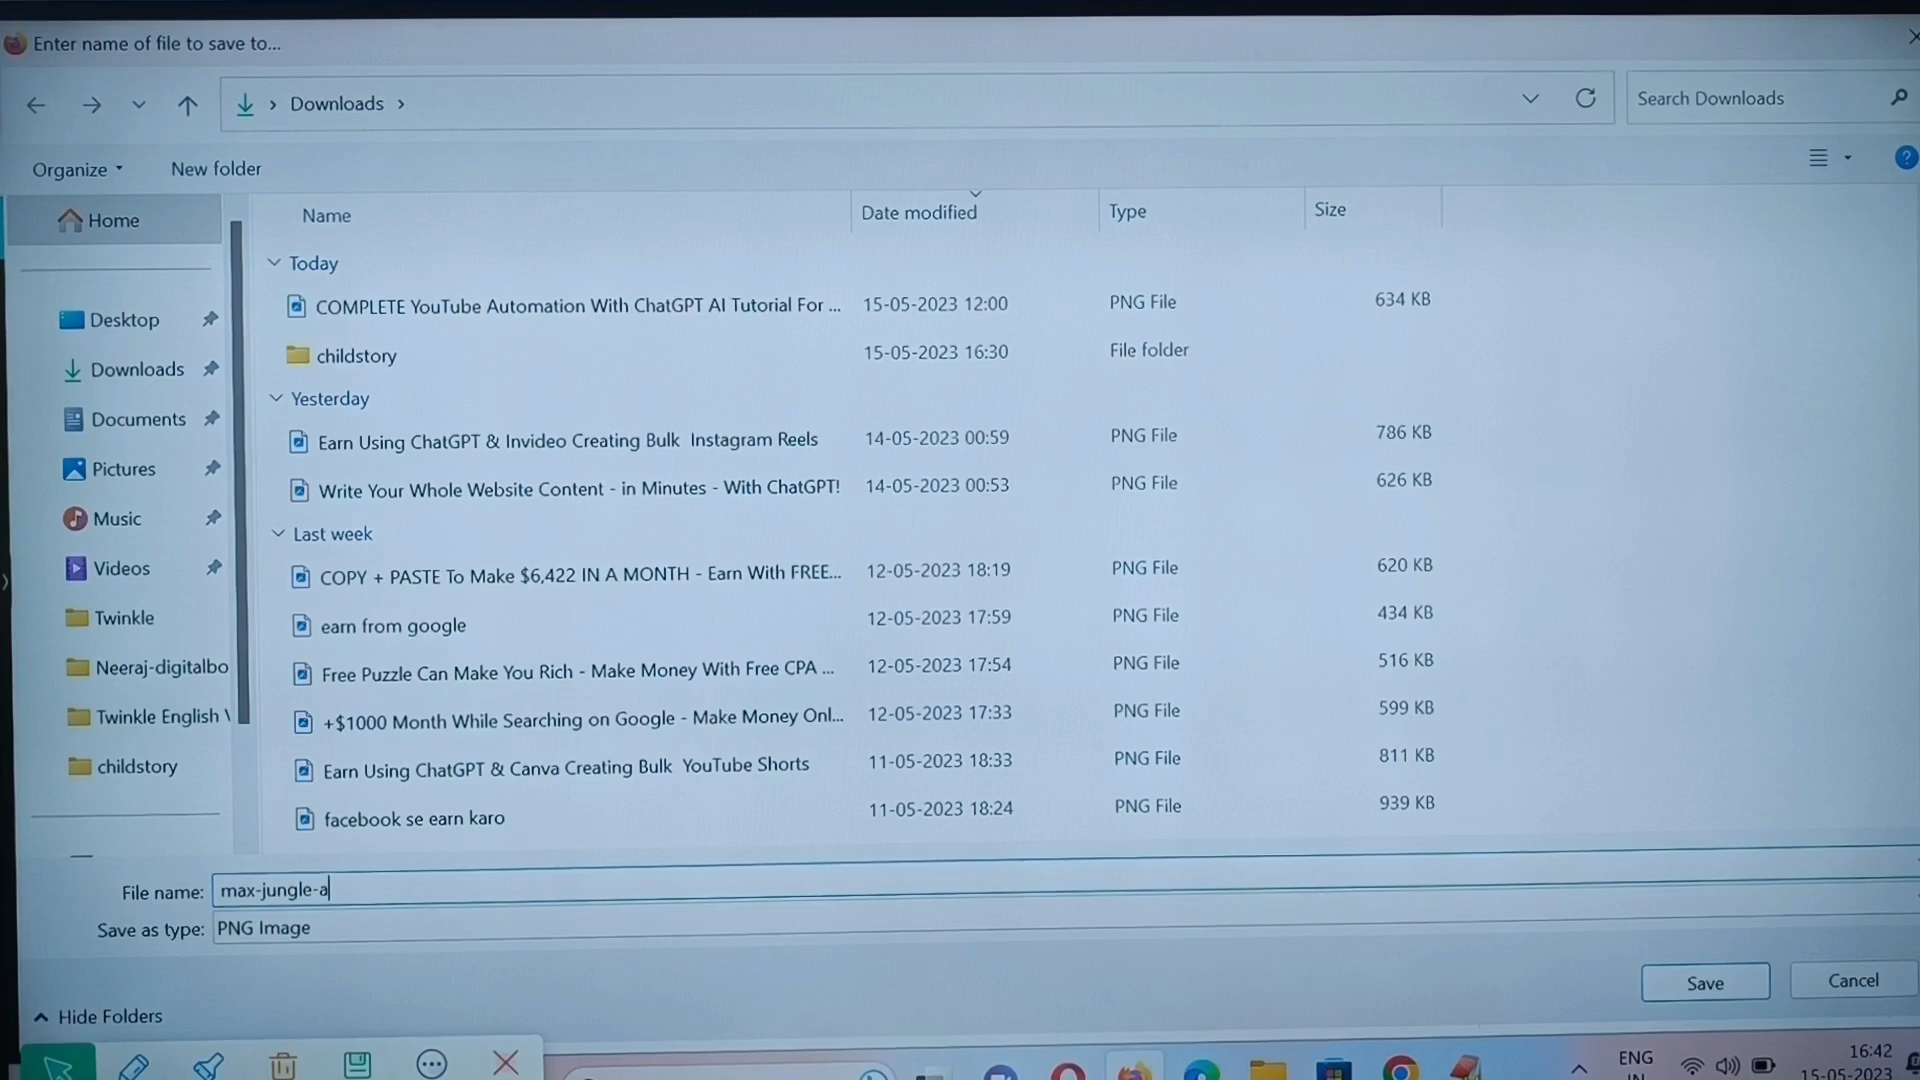 Enter name of file to save to...
Downloads
Search Downloads
Organize
New folder
Home
Name
Date modified
Type
Size
Today
COMPLETE YouTube Automation With ChatGPT AI Tutorial For ... 15-05-2023 12:00 PNG File 634 KB
Desktop
childstory 15-05-2023 16:30 File folder
Downloads
Yesterday
Documents
Earn Using ChatGPT & Invideo Creating Bulk Instagram Reels 14-05-2023 00:59 PNG File 786 KB
Pictures
Write Your Whole Website Content - in Minutes - With ChatGPT! 14-05-2023 00:53 PNG File 626 KB
Music
Last week
Videos
COPY + PASTE To Make $6,422 IN A MONTH - Earn With FREE... 12-05-2023 18:19 PNG File 620 KB
Twinkle
earn from google 12-05-2023 17:59 PNG File 434 KB
Neeraj-digitalbo
Free Puzzle Can Make You Rich - Make Money With Free CPA ... 12-05-2023 17:54 PNG File 516 KB
Twinkle English
+$1000 Month While Searching on Google - Make Money Onl... 12-05-2023 17:33 PNG File 599 KB
childstory
Earn Using ChatGPT & Canva Creating Bulk YouTube Shorts 11-05-2023 18:33 PNG File 811 KB
facebook se earn karo 11-05-2023 18:24 PNG File 939 KB
File name: max-jungle-a
Save as type: PNG Image
Save
Cancel
Hide Folders
ENG
IN
16:42
15-05-2023